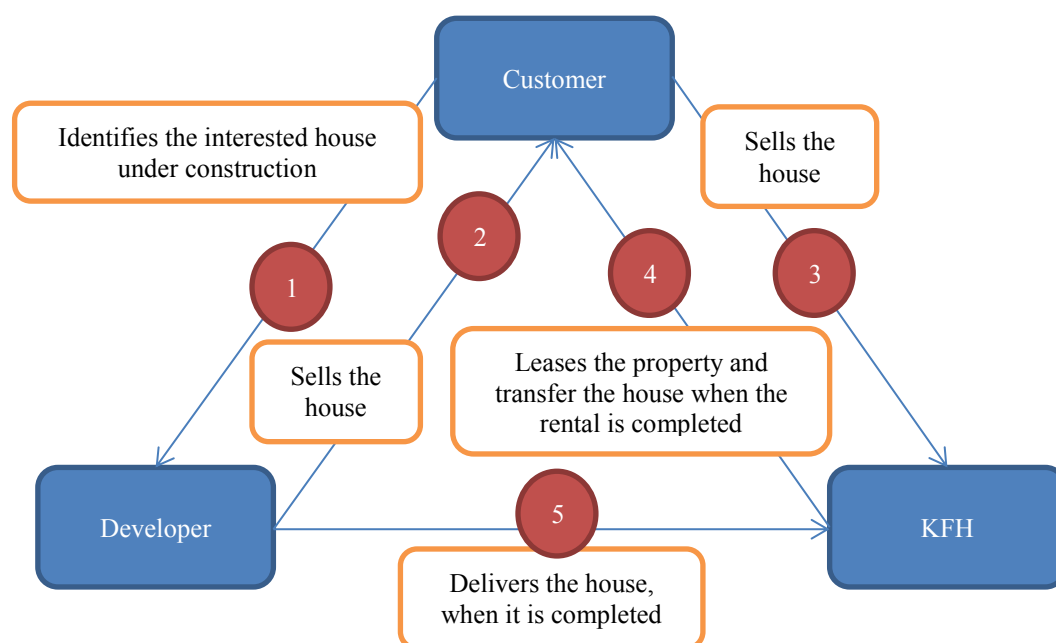 Customer
Identifies the interested house
under construction
Sells the
house
2
4
3
1
Sells the
house
Leases the property and
transfer the house when the
rental is completed
Developer
5
KFH
Delivers the house,
when it is completed